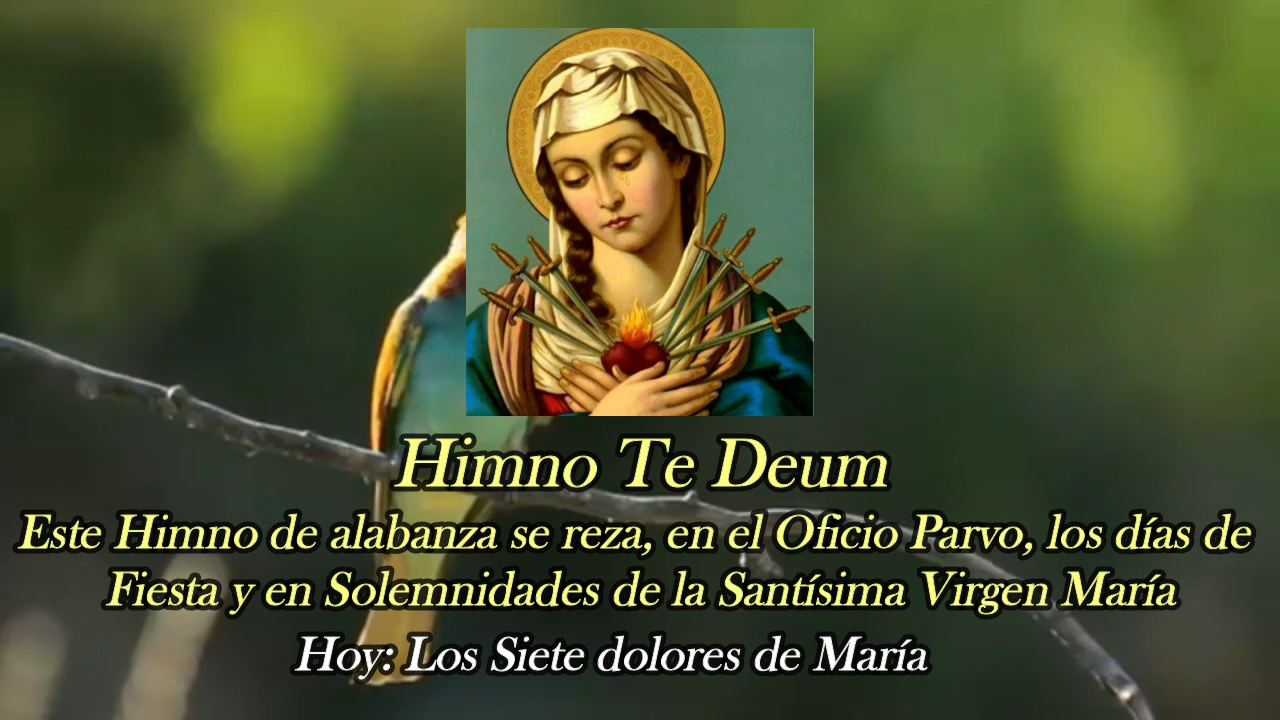 Himno Te Deum
Este Himno de alabanza se reza, en el Oficio Parvo, los días de
Fiesta y en Solemnidades de la Santísima Virgen María
Hoy: Los Siete dolores de María